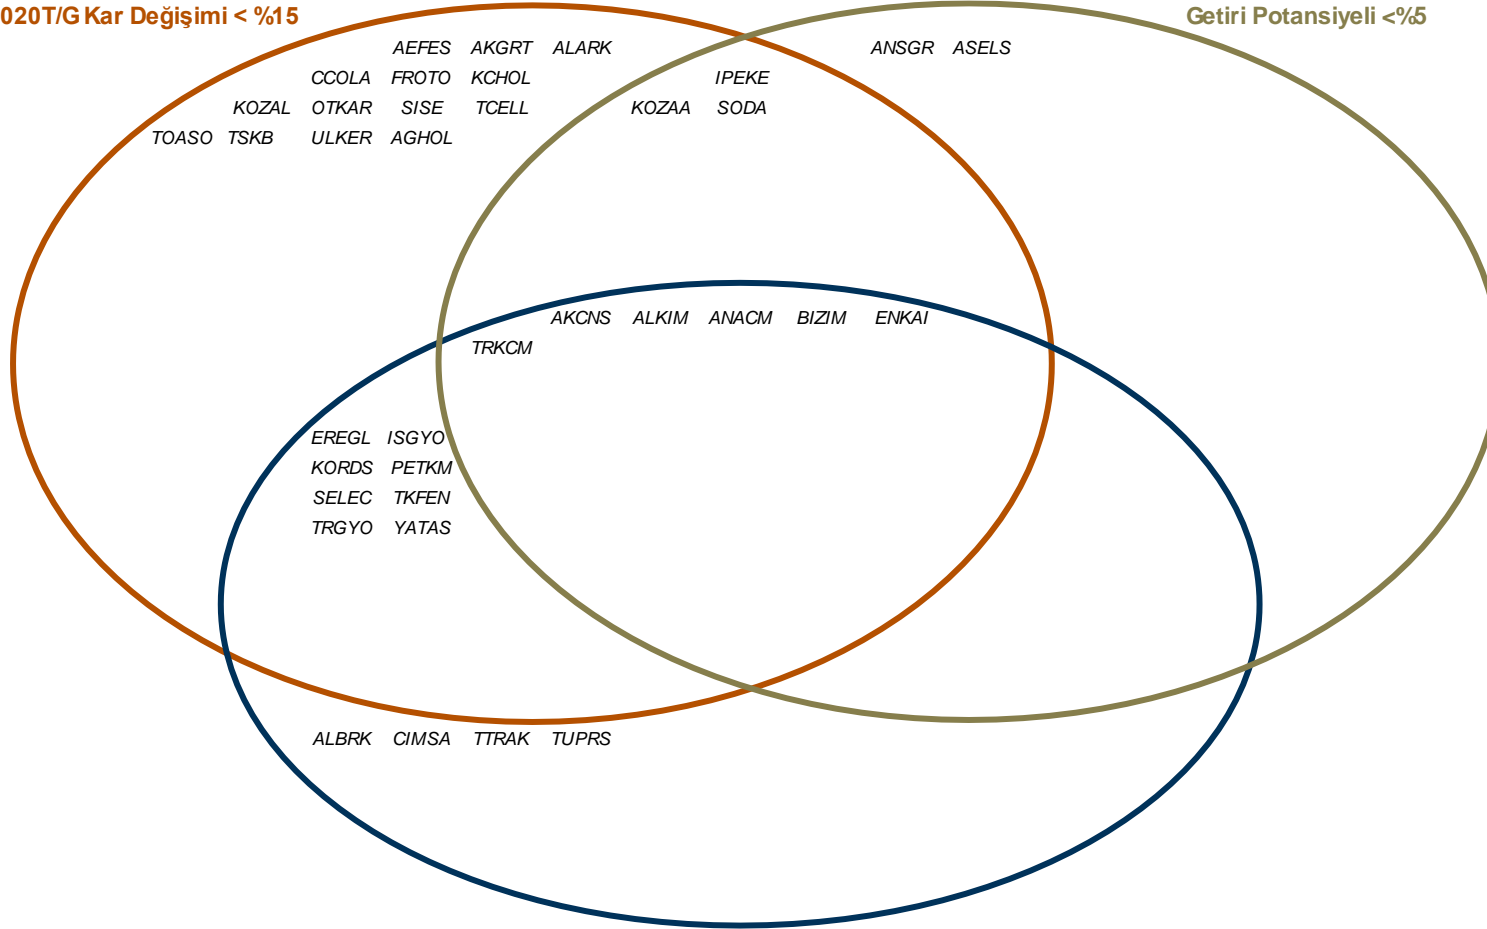 020T/G Kar Değişimi < %15
Getiri Potansiyeli <%5
AEFES AKGRT ALARK
ANSGR ASELS
CCOLA FROTO KCHOL
IPEKE
KOZAL OTKAR SISE TCELL
KOZAA SODA
TOASO TSKB ULKER AGHOL
AKCNS ALKIM ANACM BIZIM ENKAI
TRKCM
EREGL ISGYO
KORDS PETKM
SELEC TKFEN
TRGYO YATAS
ALBRK CIMSA TTRAK TUPRS